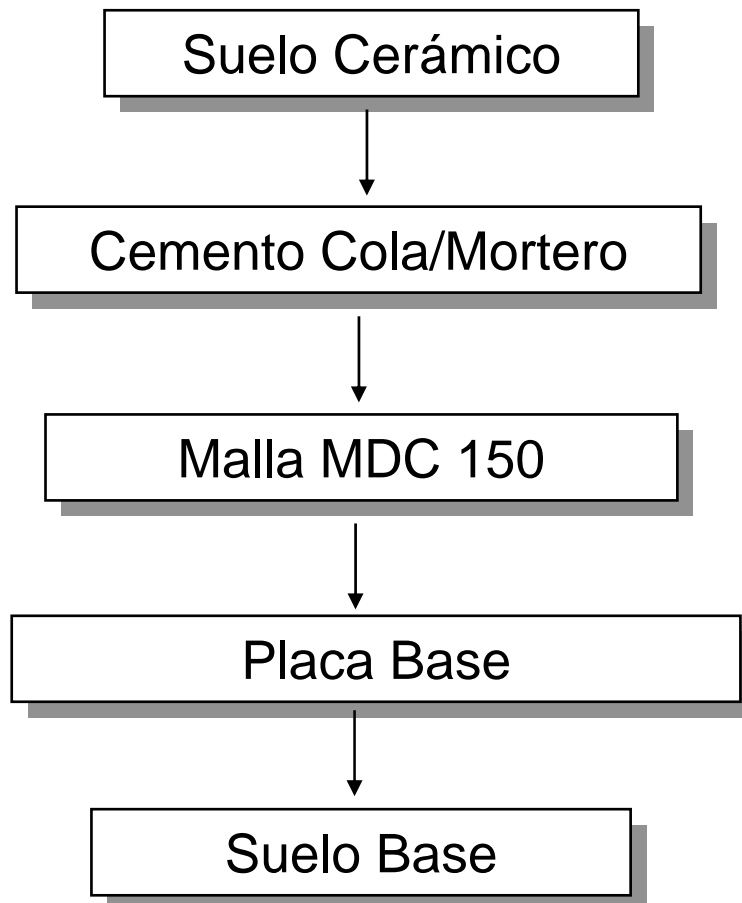 Suelo Cerámico
Cemento Cola/Mortero
Malla MDC 150
Placa Base
Suelo Base